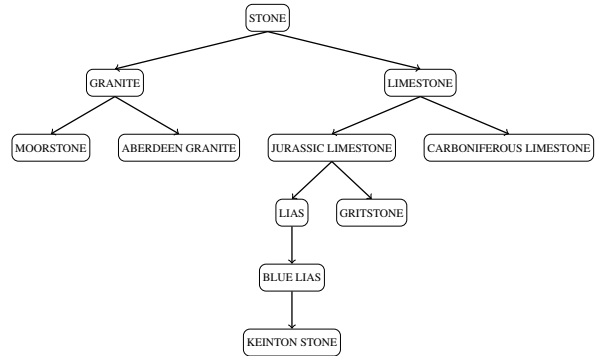 STONE
GRANITE
LIMESTONE
MOORSTONE
ABERDEEN GRANITE
JURASSIC LIMESTONE
CARBONIFEROUS LIMESTONE
LIAS
GRITSTONE
BLUE LIAS
KEINTON STONE